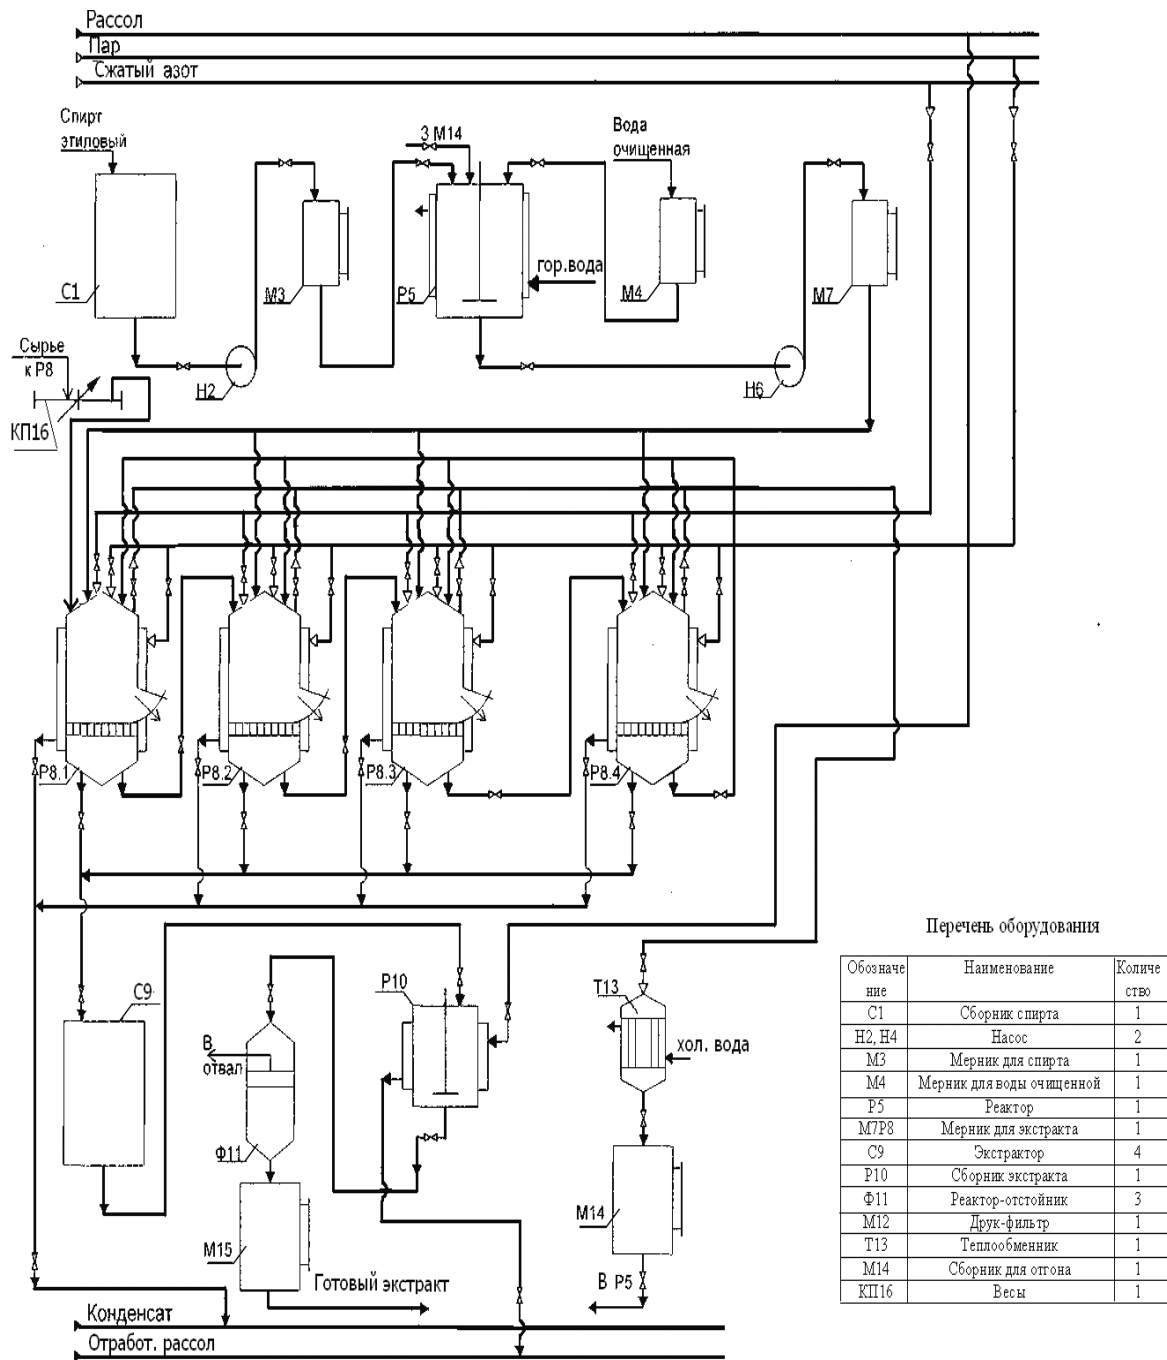 Рассол
Пар
Сжатый азот
Спирт
этиловый
З М14
Вода
очищенная
гор.вода
С1
М3
Р5
М4
М7
Сырье
к Р8
Н2
Н6
КП16
Р8.1
Р8.2
Р8.3
Р8.4
С9
Р10
Т13
В
отвал
хол. вода
Ф11
М15
М14
Готовый экстракт
В Р5
Конденсат
Отработ. рассол
Перечень оборудования
Обозначе
ние
Наименование
Количе
ство
С1 Сборник спирта 1
Н2, Н4 Насос 2
М3 Мерник для спирта 1
М4 Мерник для воды очищенной 1
Р5 Реактор 1
М7Р8 Мерник для экстракта 1
С9 Экстрактор 4
Р10 Сборник экстракта 1
Ф11 Реактор-отстойник 3
М12 Друк-фильтр 1
Т13 Теплообменник 1
М14 Сборник для отгона 1
КП16 Весы 1